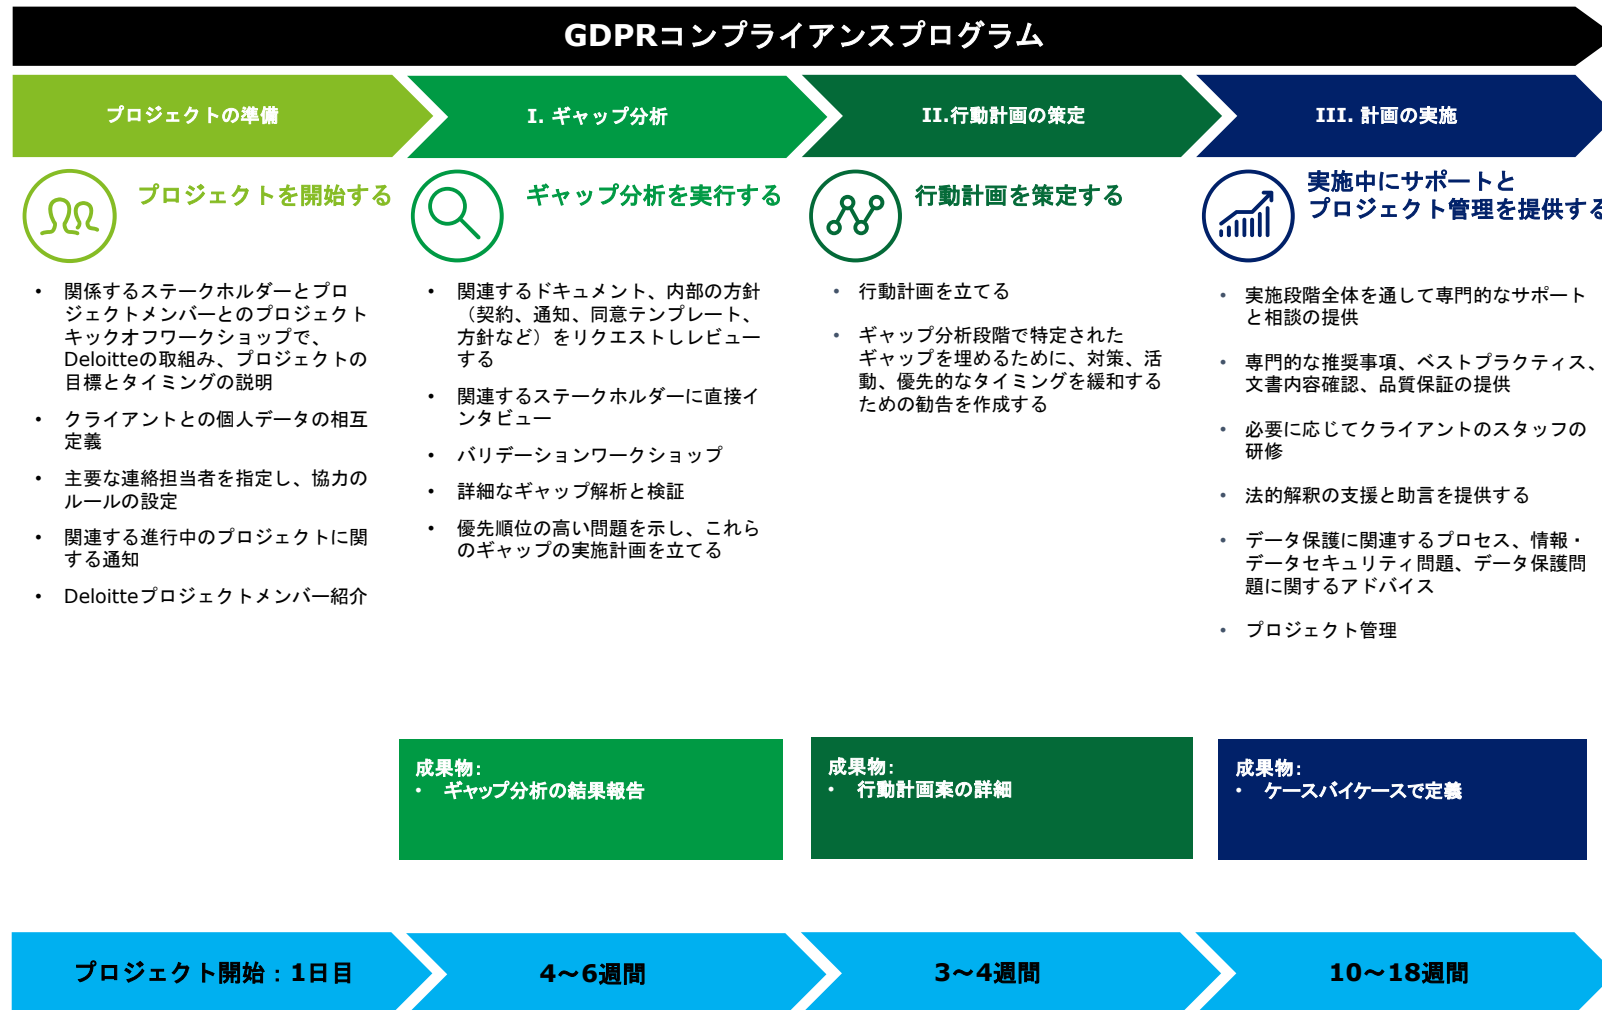 GDPRコンプライアンスプログラム
プロジェクトの準備
I. ギャップ分析
II.行動計画の策定
III. 計画の実施
プロジェクトを開始する
• 関係するステークホルダーとプロ
ジェクトメンバーとのプロジェクト
キックオフワークショップで、
Deloitteの取組み、プロジェクトの
目標とタイミングの説明
• クライアントとの個人データの相互
定義
• 主要な連絡担当者を指定し、協力の
ルールの設定
• 関連する進行中のプロジェクトに関
する通知
• Deloitteプロジェクトメンバー紹介
ギャップ分析を実行する
• 関連するドキュメント、内部の方針
（契約、通知、同意テンプレート、
方針など）をリクエストしレビュー
する
• 関連するステークホルダーに直接イ
ンタビュー
• バリデーションワークショップ
• 詳細なギャップ解析と検証
• 優先順位の高い問題を示し、これら
のギャップの実施計画を立てる
行動計画を策定する
• 行動計画を立てる
• ギャップ分析段階で特定された
ギャップを埋めるために、対策、活
動、優先的なタイミングを緩和する
ための勧告を作成する
実施中にサポートと
プロジェクト管理を提供する
• 実施段階全体を通して専門的なサポート
と相談の提供
• 専門的な推奨事項、ベストプラクティス、
文書内容確認、品質保証の提供
• 必要に応じてクライアントのスタッフの
研修
• 法的解釈の支援と助言を提供する
• データ保護に関連するプロセス、情報・
データセキュリティ問題、データ保護問
題に関するアドバイス
• プロジェクト管理
成果物:
• ギャップ分析の結果報告
成果物:
• 行動計画案の詳細
成果物:
• ケースバイケースで定義
プロジェクト開始：1日目
4～6週間
3～4週間
10～18週間